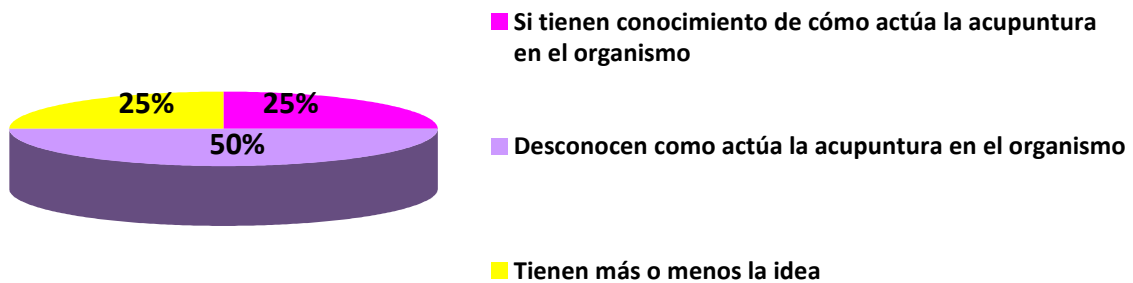 Si tienen conocimiento de cómo actúa la acupuntura
en el organismo
25%
25%
50%
Desconocen como actúa la acupuntura en el organismo
Tienen más o menos la idea